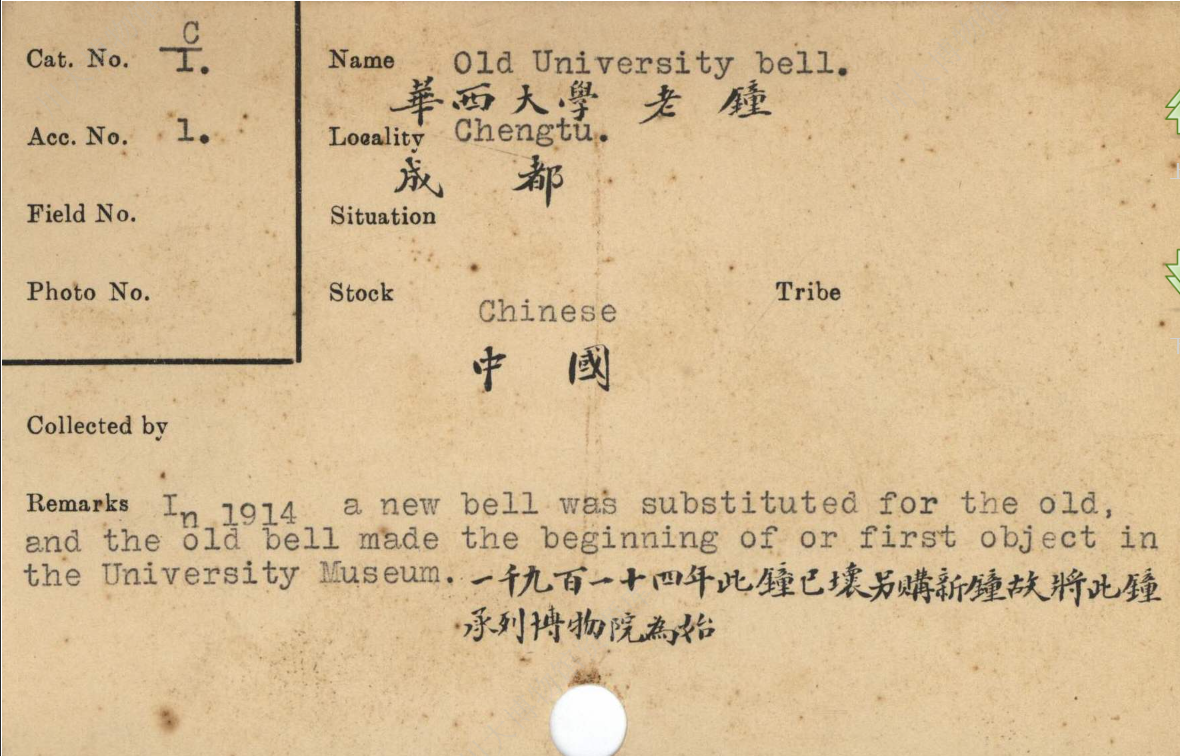 C
Cat. No. 1.
Name Old University bell.
華西大學 老 鐘
Acc. No. 1.
Locality Chengtu.
成 都
Field No.
Situation
Photo No.
Stock Chinese
Tribe
中 國
Collected by
Remarks In 1914 a new bell was substituted for the old,
and the old bell made the beginning of or first object in
the University Museum. 一千九百一十四年此鐘已壞另購新鐘故將此鐘
承列博物院為始